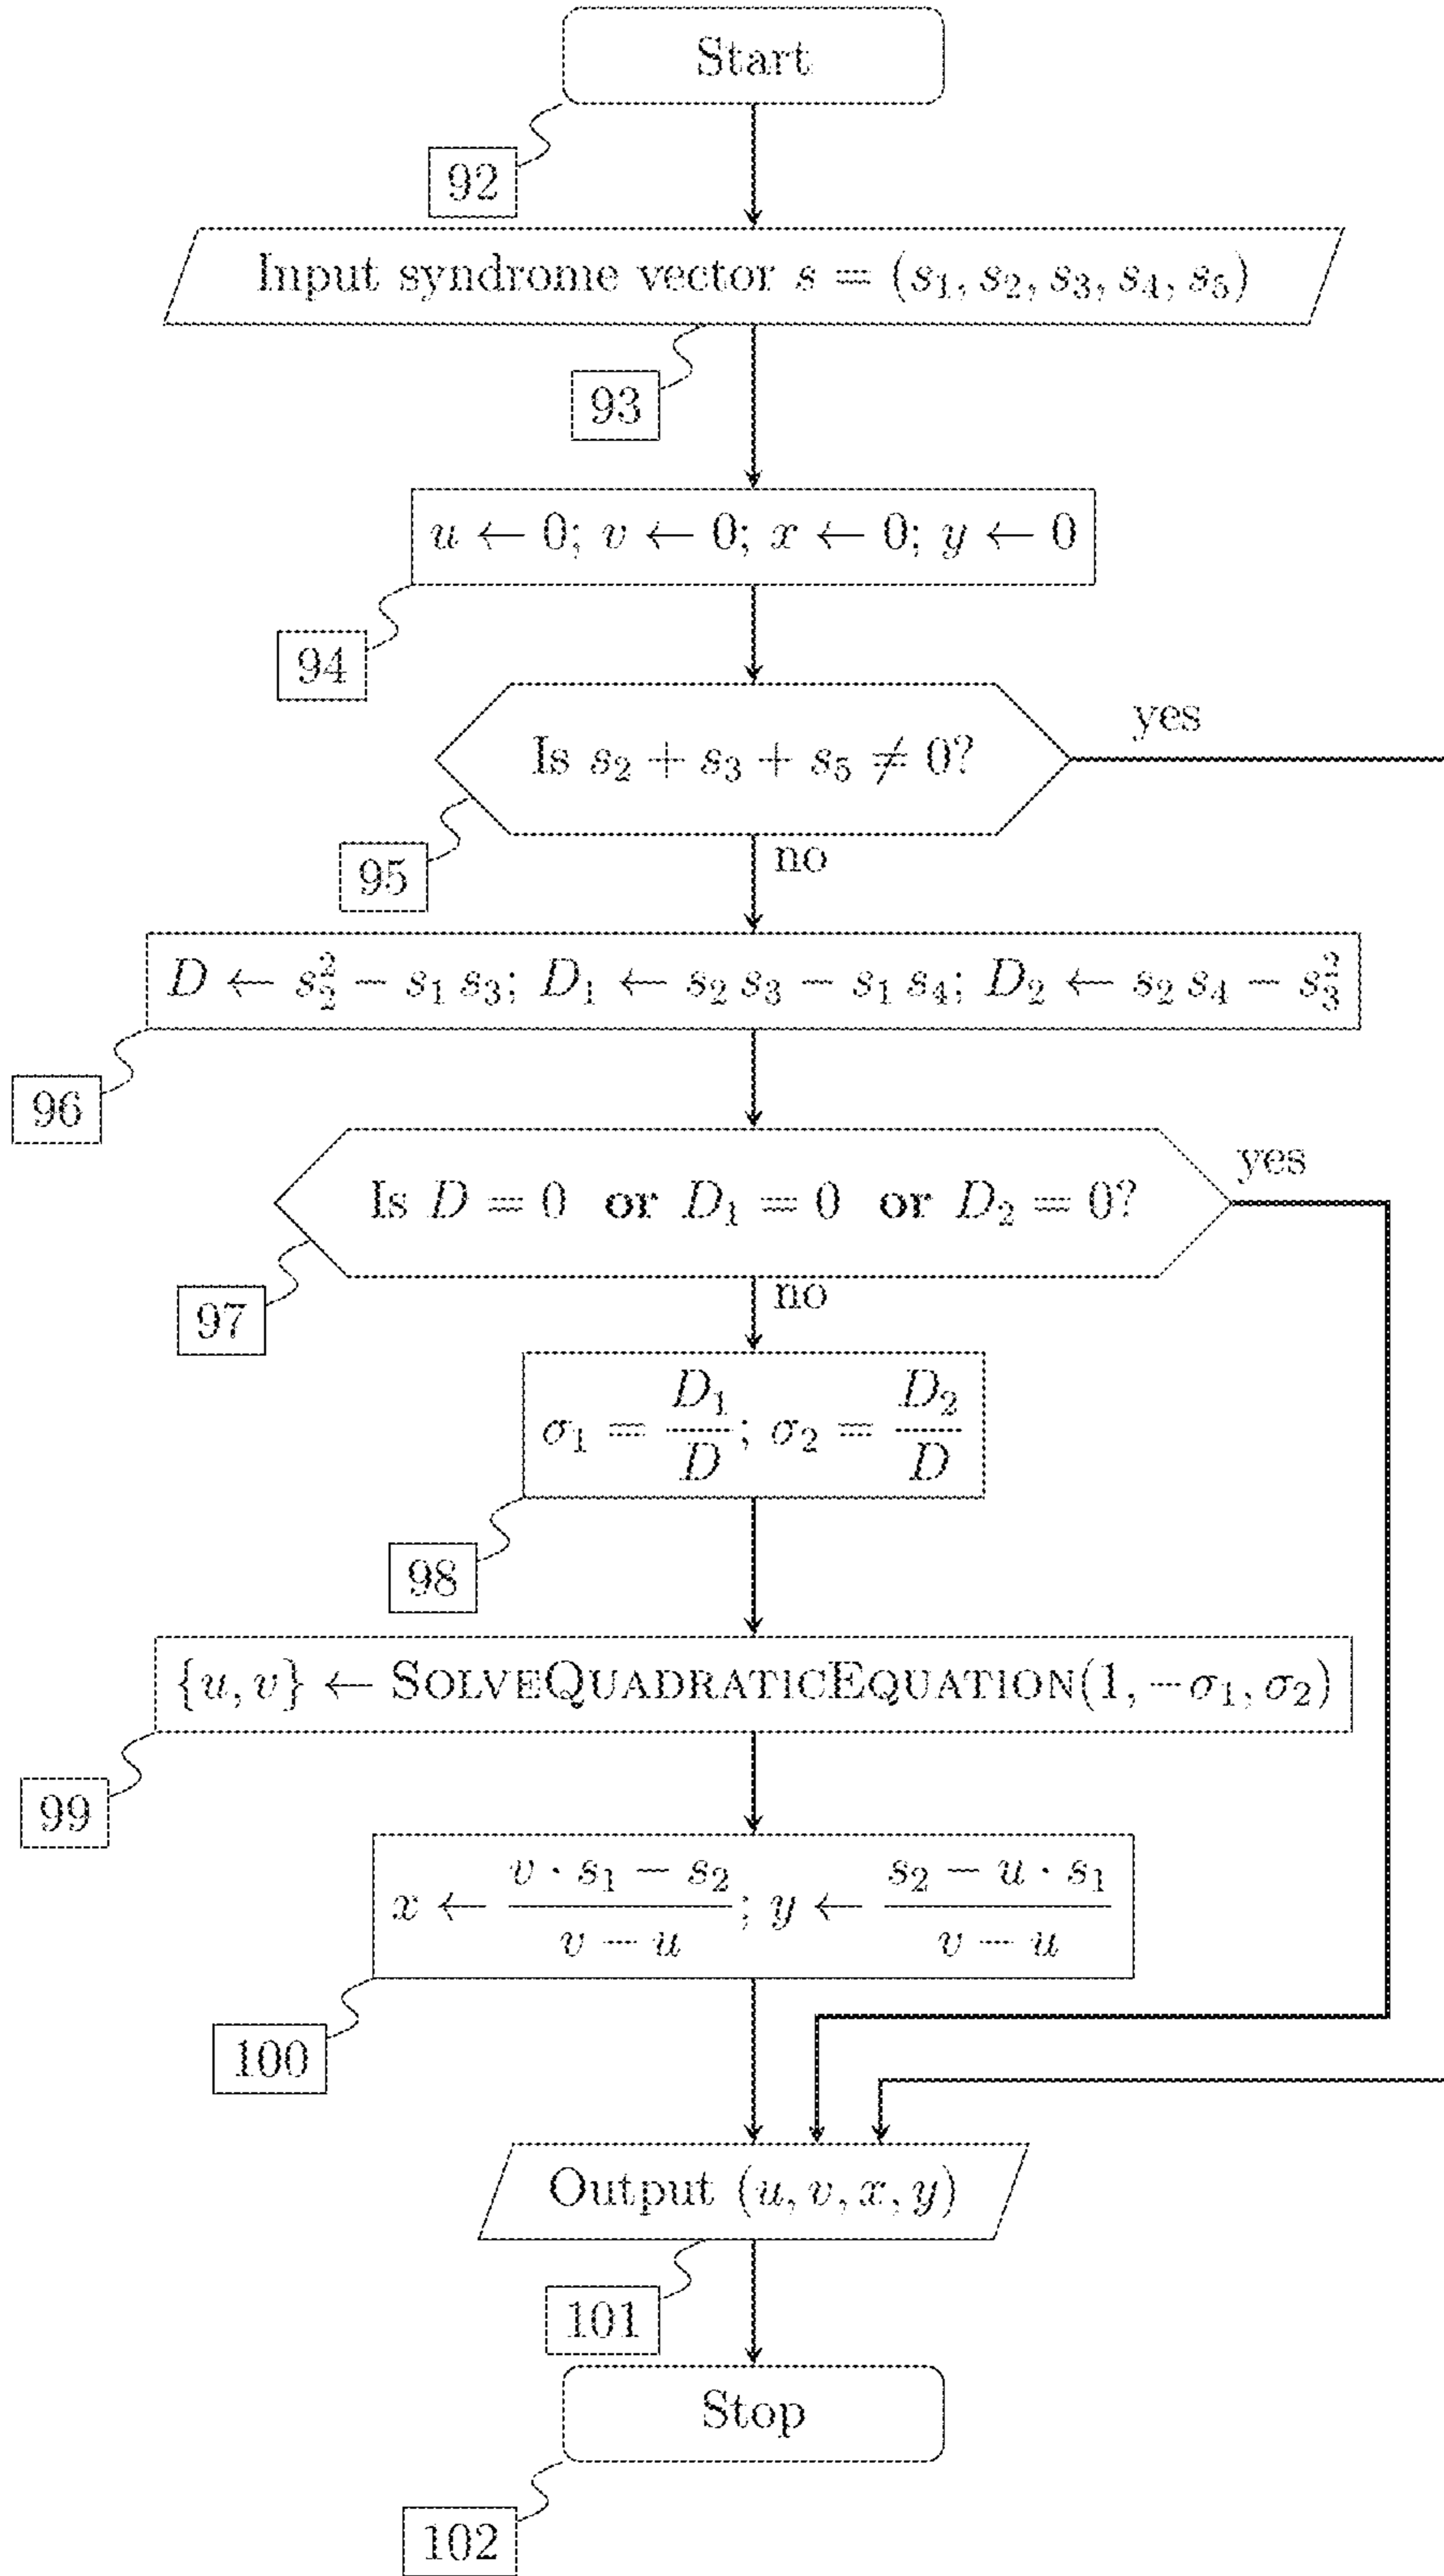 Start
92
Input syndrome vector s = (s₁, s₂, s₃, s₄, s₅)
93
u ← 0; v ← 0; x ← 0; y ← 0
94
Is s₂ + s₃ + s₅ ≠ 0?
yes
95
no
D ← s₂² − s₁ s₃; D₁ ← s₂ s₃ − s₁ s₄; D₂ ← s₂ s₄ − s₃²
96
Is D = 0 or D₁ = 0 or D₂ = 0?
yes
97
no
σ₁ = D₁/D; σ₂ = D₂/D
98
{u, v} ← SOLVEQUADRATICEQUATION(1, −σ₁, σ₂)
99
x ← (v · s₁ − s₂)/(v − u); y ← (s₂ − u · s₁)/(v − u)
100
Output (u, v, x, y)
101
Stop
102